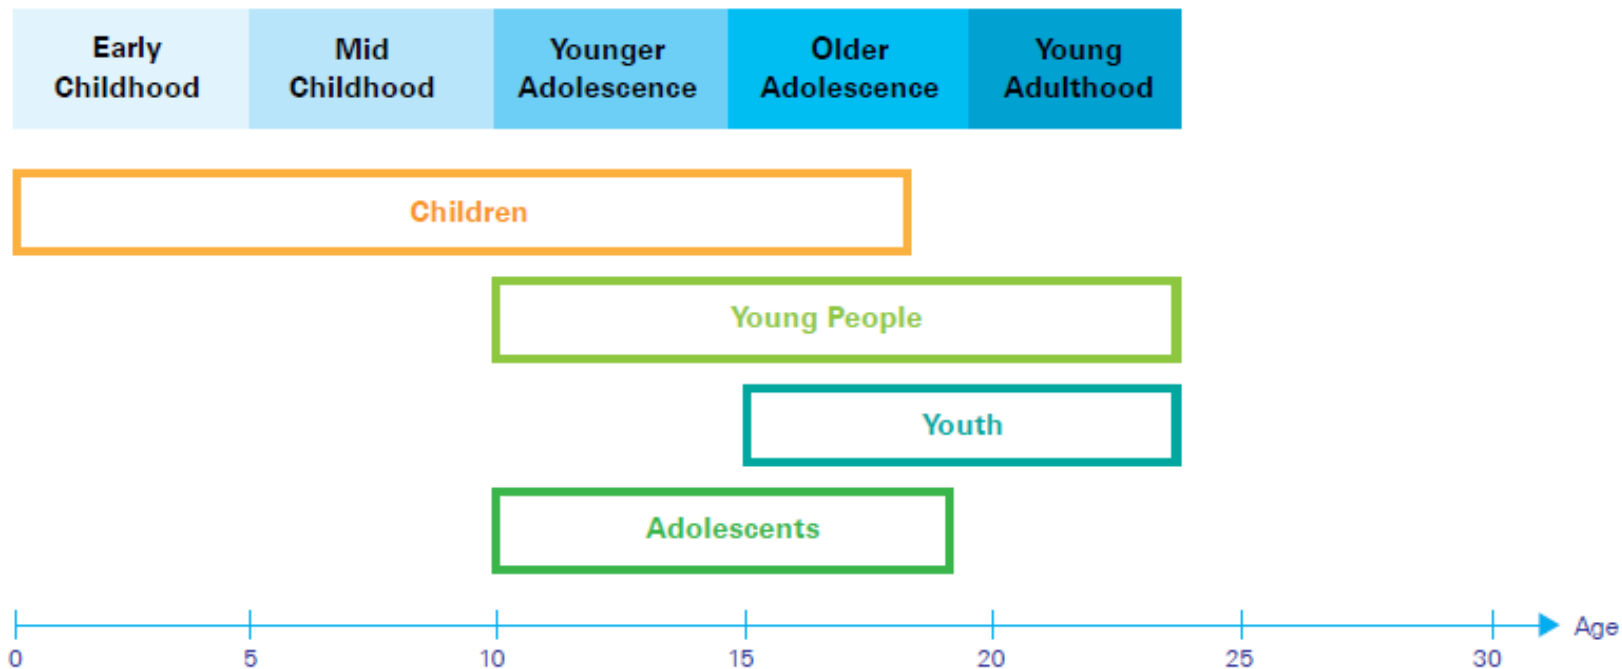 Early
Childhood
Mid
Childhood
Younger
Adolescence
Older
Adolescence
Young
Adulthood
Children
Young People
Youth
Adolescents
0 5 10 15 20 25 30 Age